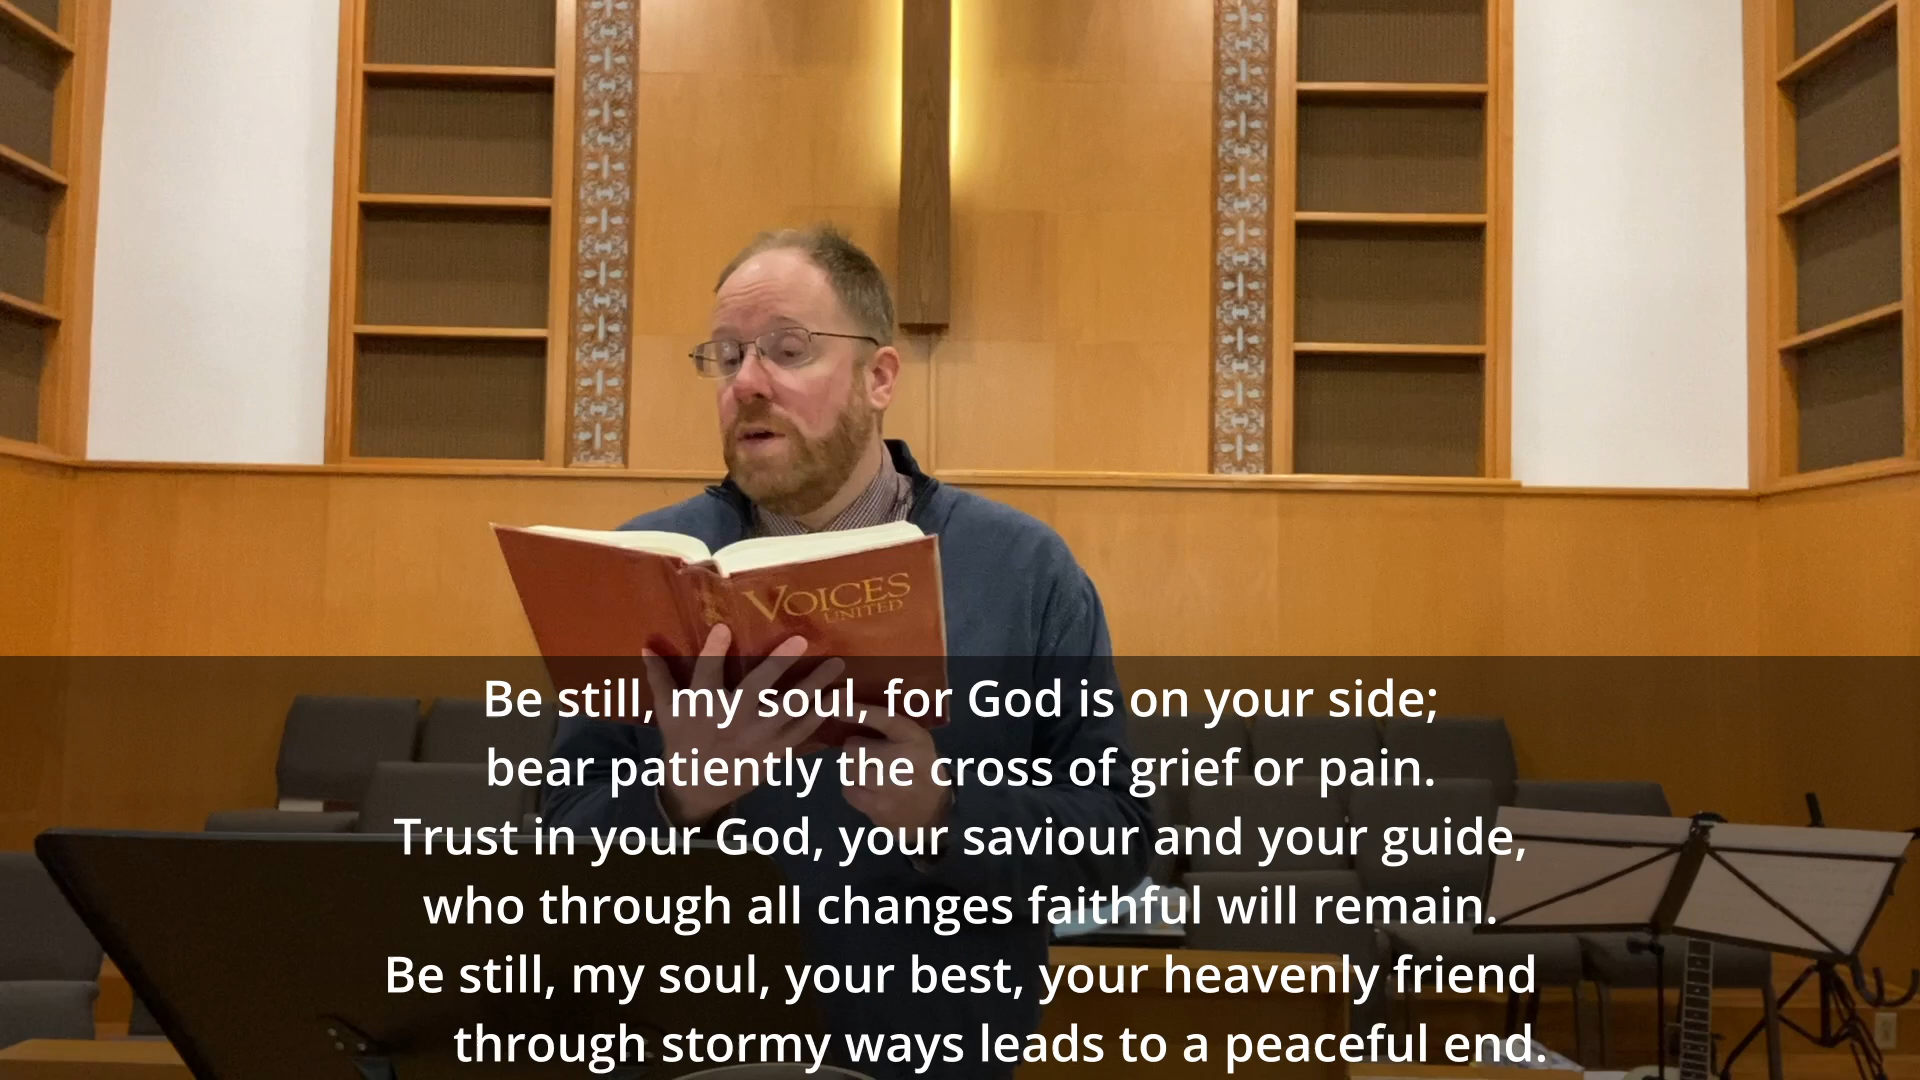 VOICES
UNITED
Be still, my soul, for God is on your side;
bear patiently the cross of grief or pain.
Trust in your God, your saviour and your guide,
who through all changes faithful will remain.
Be still, my soul, your best, your heavenly friend
through stormy ways leads to a peaceful end.